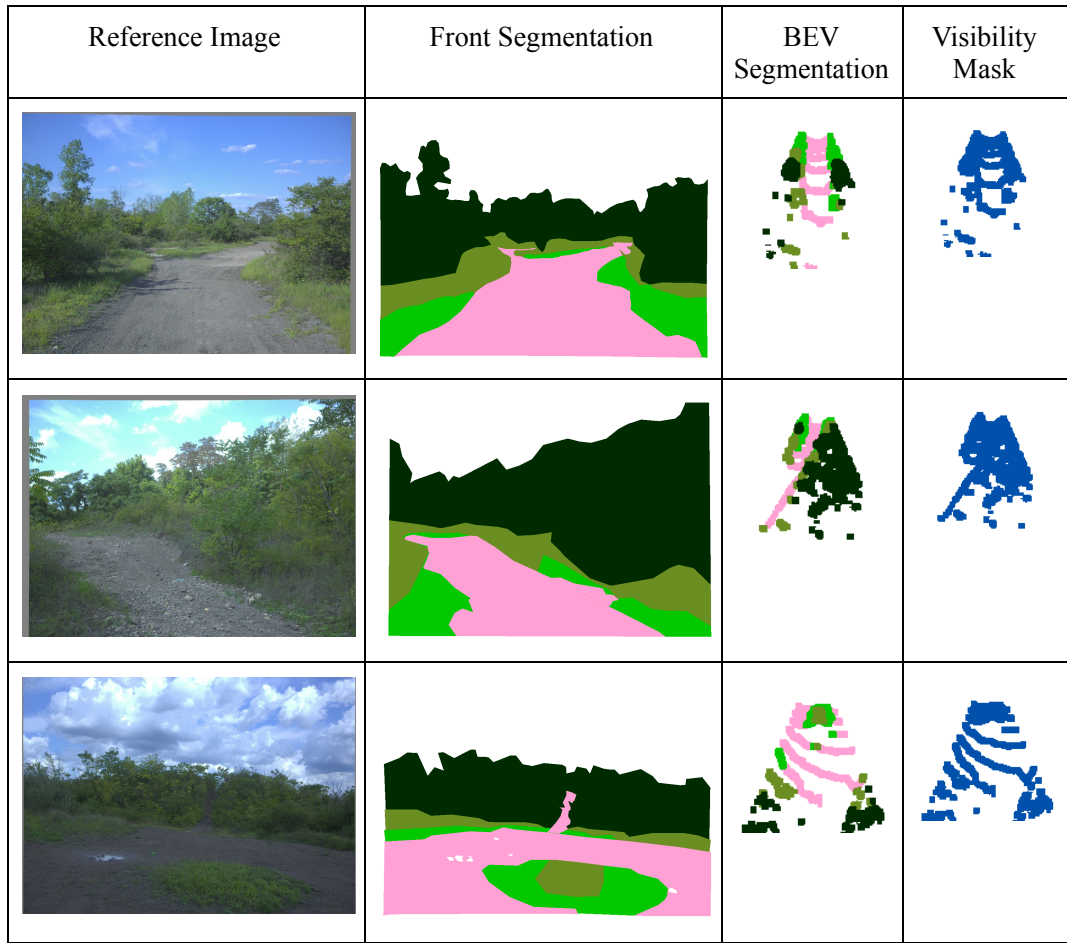 Reference Image
Front Segmentation
BEV
Segmentation
Visibility
Mask